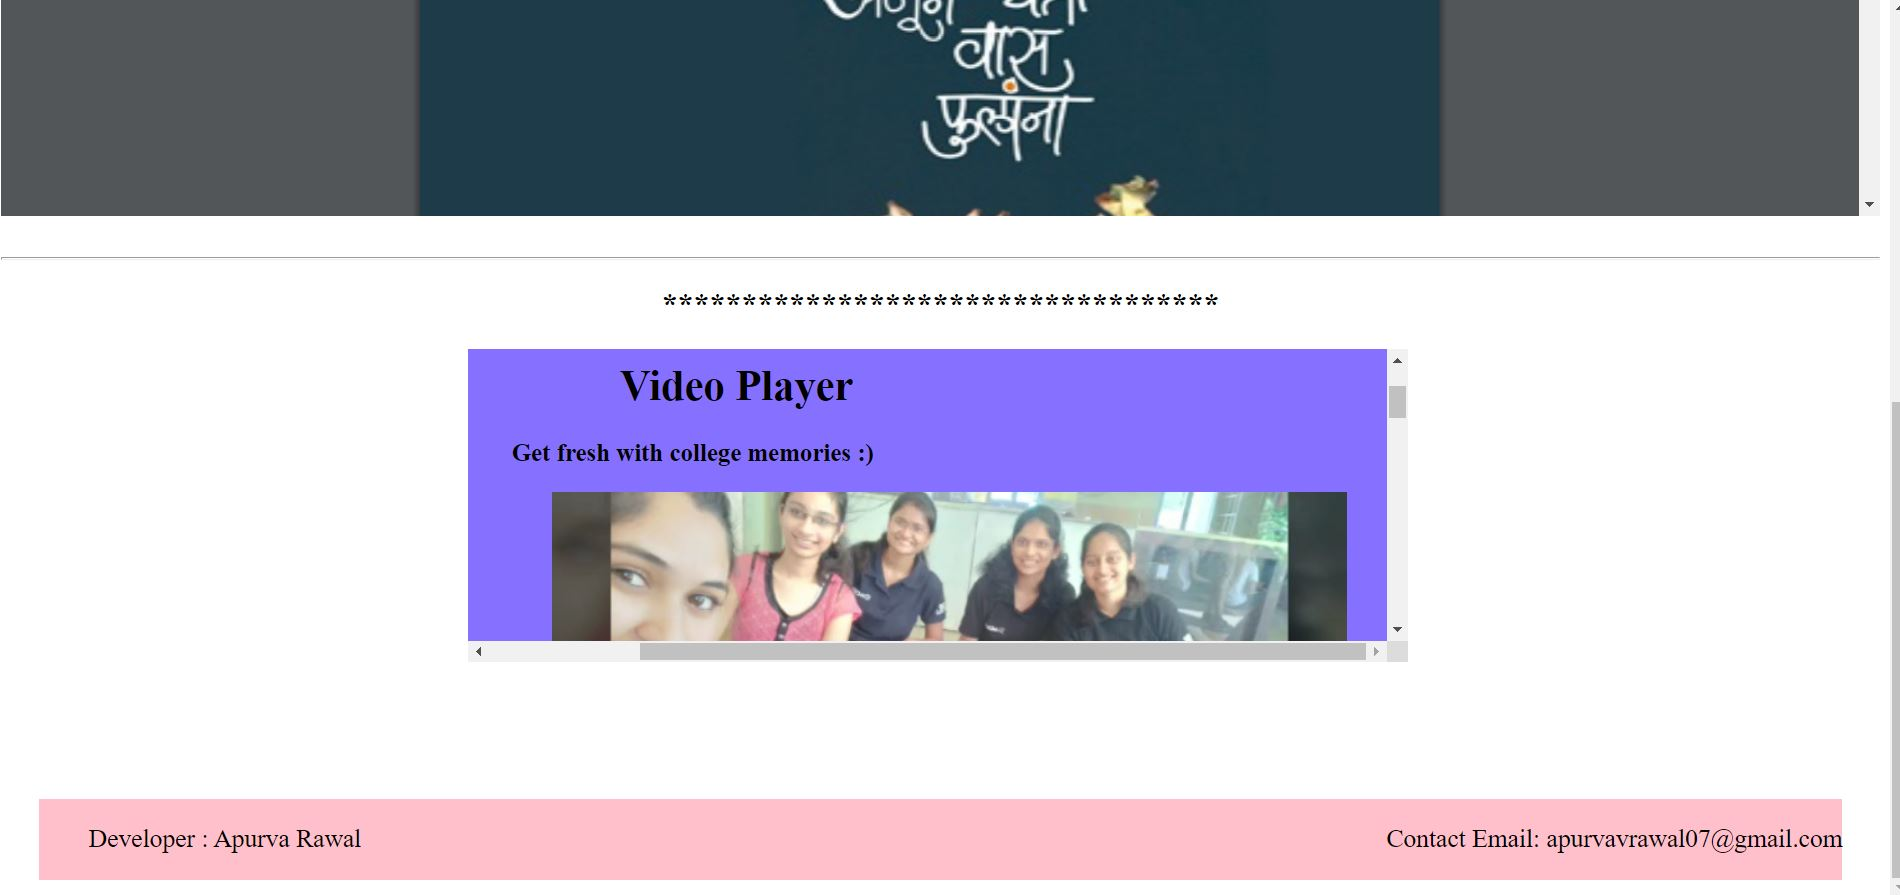 वास
फुलांना
***********************************
Video Player
Get fresh with college memories :)
Developer : Apurva Rawal
Contact Email: apurvavrawal07@gmail.com